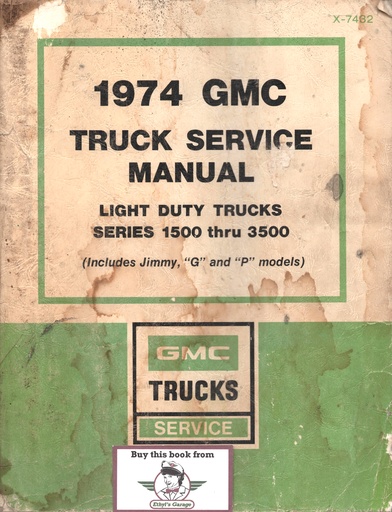 X-7432
1974 GMC
TRUCK SERVICE
MANUAL
LIGHT DUTY TRUCKS
SERIES 1500 thru 3500
(Includes Jimmy, "G" and "P" models)
GMC
TRUCKS
SERVICE
Buy this book from
Ethyl's Garage